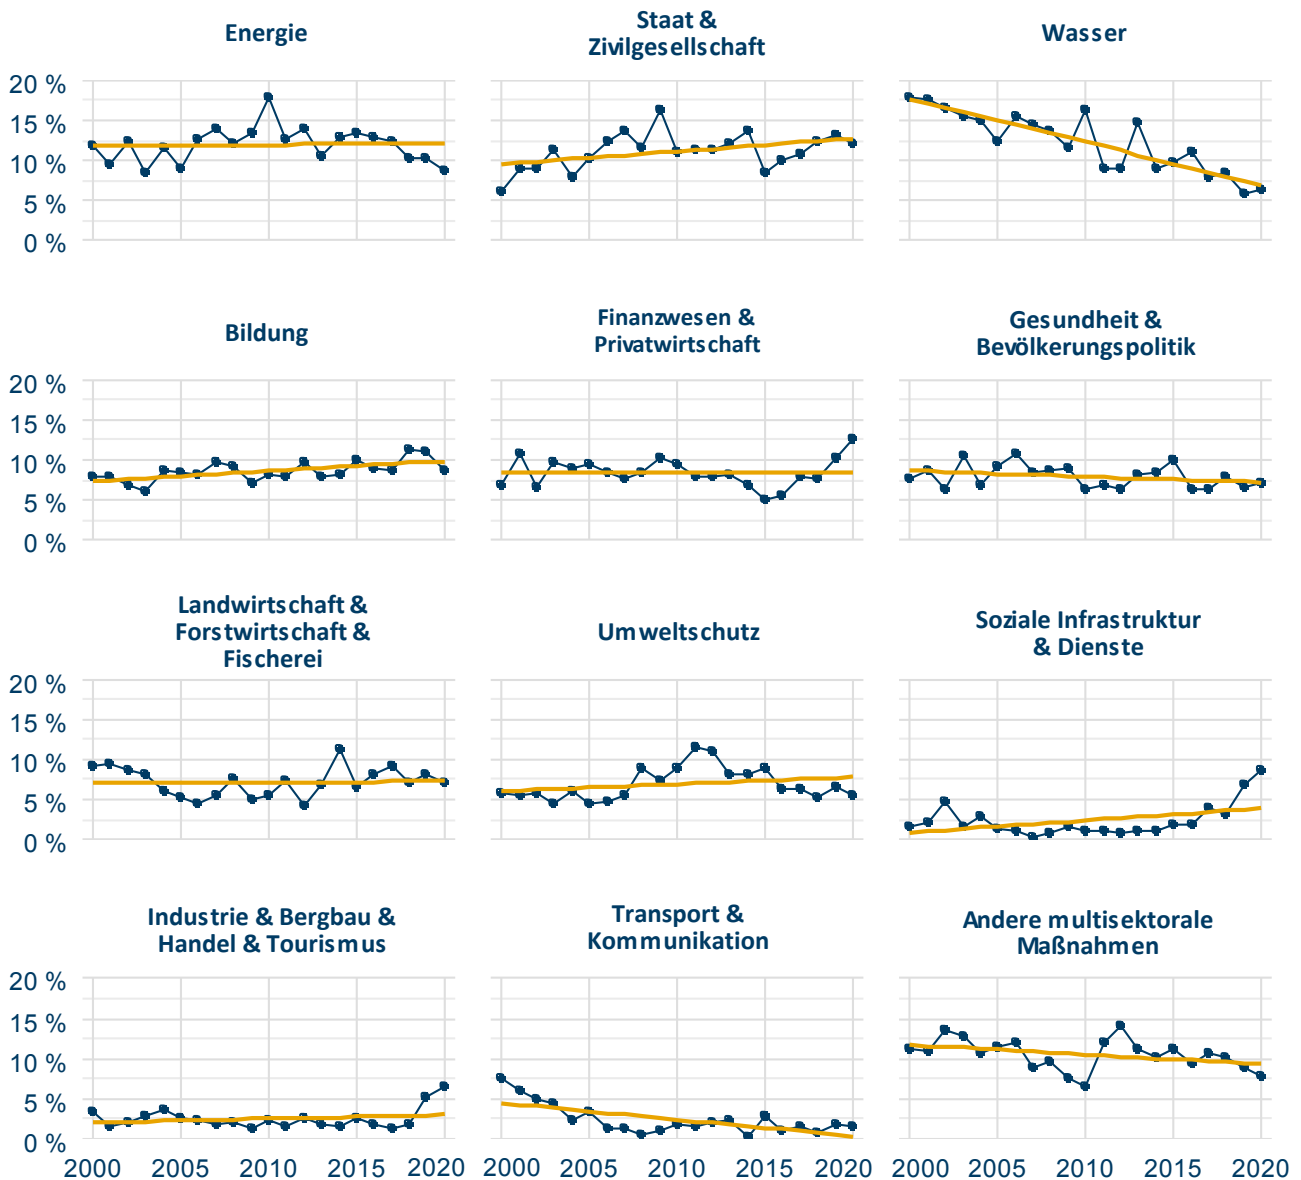 Energie
Staat &
Zivilgesellschaft
Wasser
20 %
15 %
10 %
5 %
0 %
Bildung
Finanzwesen &
Privatwirtschaft
Gesundheit &
Bevölkerungspolitik
20 %
15 %
10 %
5 %
0 %
Landwirtschaft &
Forstwirtschaft &
Fischerei
Umweltschutz
Soziale Infrastruktur
& Dienste
20 %
15 %
10 %
5 %
0 %
Industrie & Bergbau &
Handel & Tourismus
Transport &
Kommunikation
Andere multisektorale
Maßnahmen
20 %
15 %
10 %
5 %
0 %
2000 2005 2010 2015 2020 2000 2005 2010 2015 2020 2000 2005 2010 2015 2020